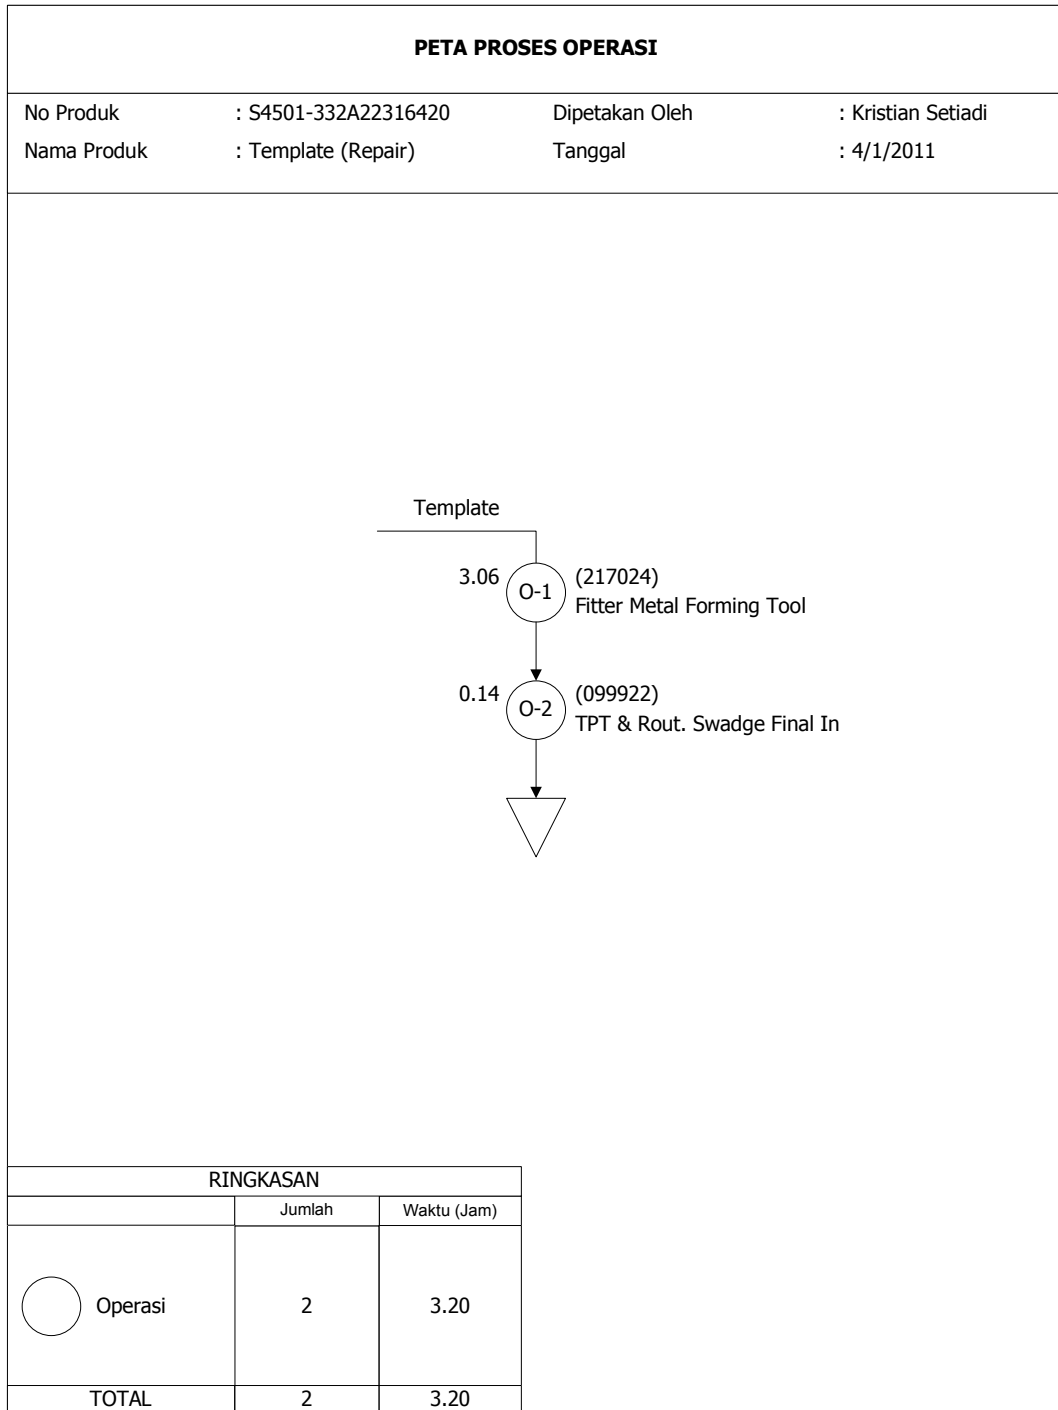 PETA PROSES OPERASI
No Produk : S4501-332A22316420 Dipetakan Oleh : Kristian Setiadi
Nama Produk : Template (Repair) Tanggal : 4/1/2011
Template
3.06 O-1 (217024)
Fitter Metal Forming Tool
0.14 O-2 (099922)
TPT & Rout. Swadge Final In
RINGKASAN
Jumlah Waktu (Jam)
Operasi 2 3.20
TOTAL 2 3.20